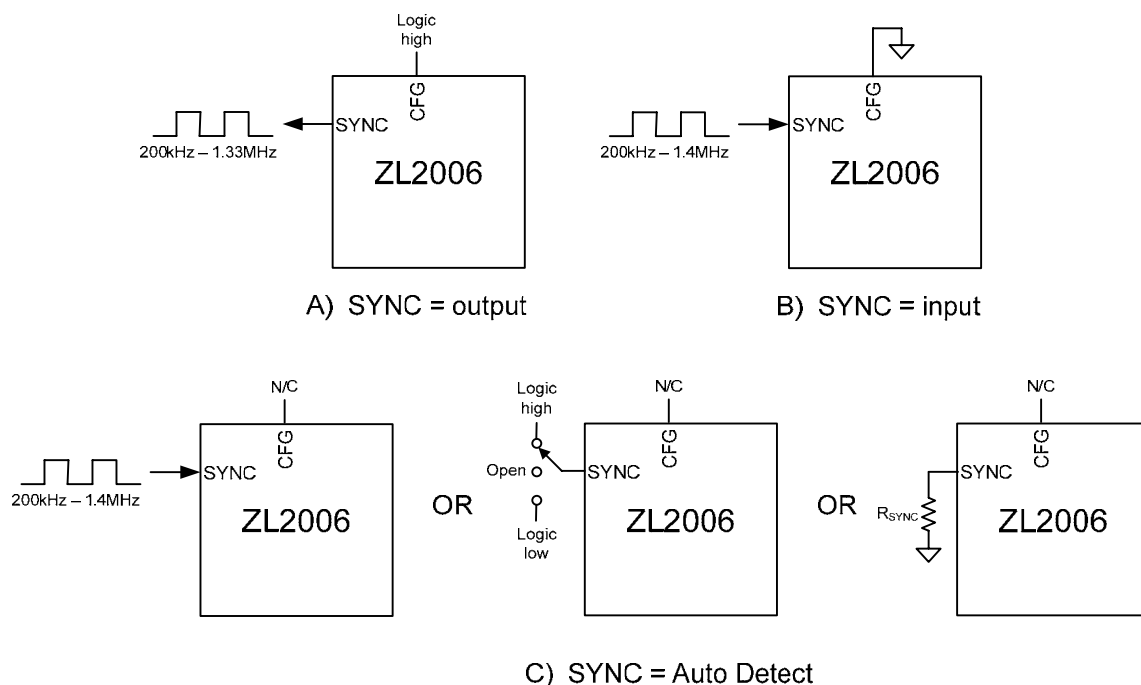 Logic
high
CFG
SYNC
200kHz – 1.33MHz
ZL2006
A) SYNC = output
CFG
SYNC
200kHz – 1.4MHz
ZL2006
B) SYNC = input
N/C
CFG
SYNC
200kHz – 1.4MHz
ZL2006
OR
Logic
high
Open
Logic
low
N/C
CFG
SYNC
ZL2006
OR
N/C
CFG
SYNC
RSYNC
ZL2006
C) SYNC = Auto Detect